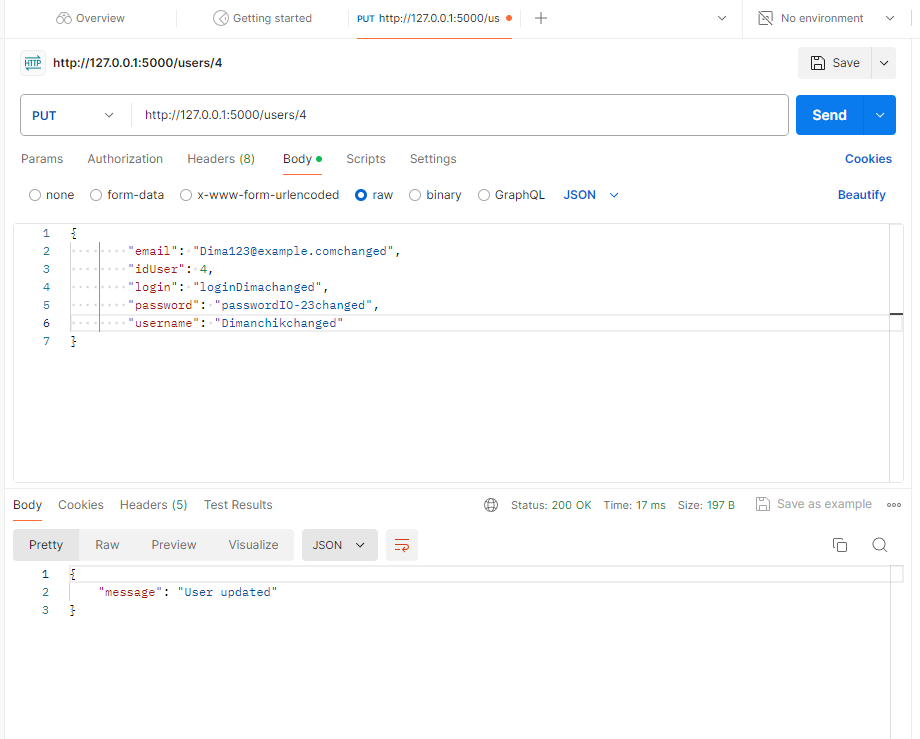 Overview Getting started PUT http://127.0.0.1:5000/us No environment
HTTP http://127.0.0.1:5000/users/4 Save
PUT http://127.0.0.1:5000/users/4 Send
Params Authorization Headers (8) Body Scripts Settings Cookies
none form-data x-www-form-urlencoded raw binary GraphQL JSON Beautify
1 {
2 "email": "Dima123@example.comchanged",
3 "idUser": 4,
4 "login": "loginDimachanged",
5 "password": "passwordIO-23changed",
6 "username": "Dimanchikchanged"
7 }
Body Cookies Headers (5) Test Results Status: 200 OK Time: 17 ms Size: 197 B Save as example
Pretty Raw Preview Visualize JSON
1 {
2 "message": "User updated"
3 }